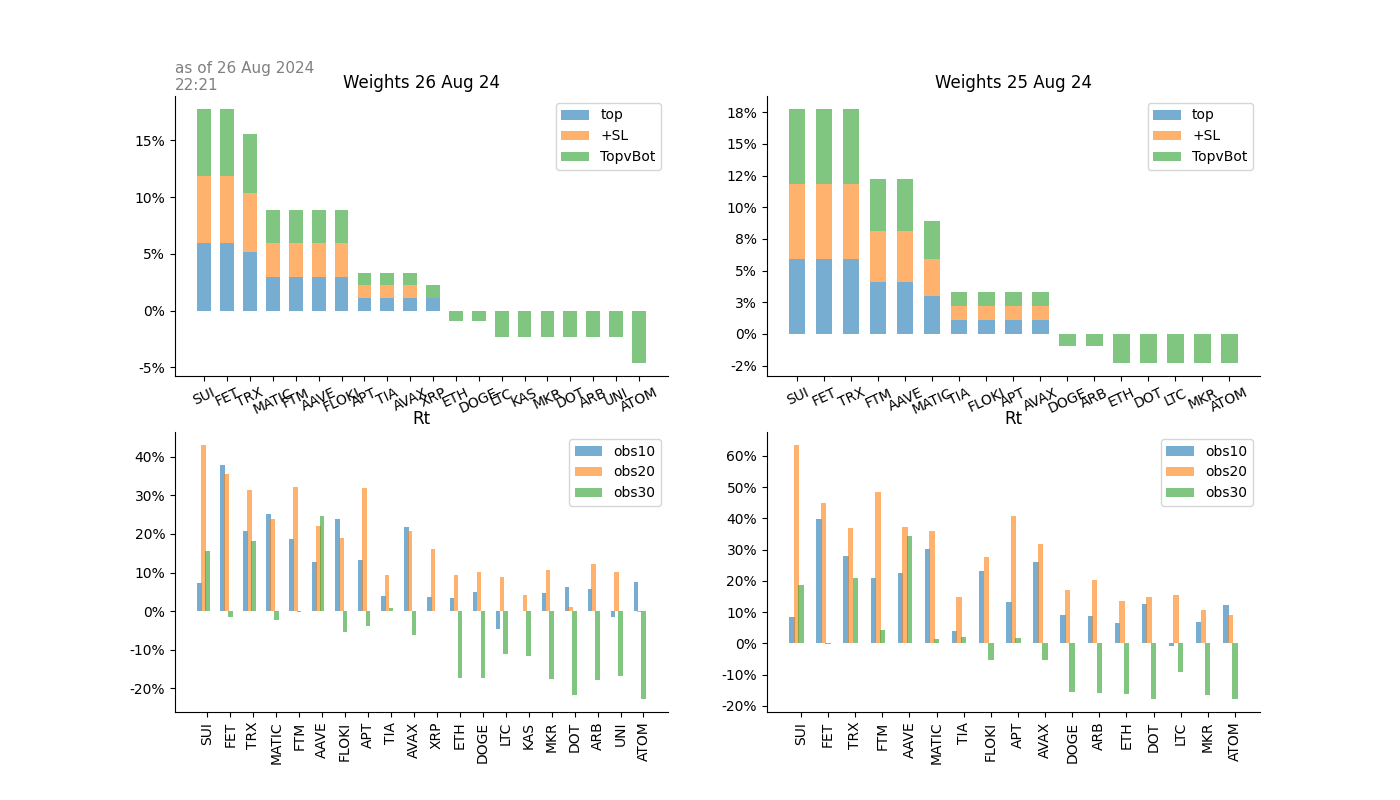 as of 26 Aug 2024
22:21
Weights 26 Aug 24
top
+SL
TopvBot
15%
10%
5%
0%
-5%
SUI FET TRX MATIC FTM AAVE FLOKI APT TIA AVAX XRP ETH DOGE LTC KAS MKR DOT ARB UNI ATOM
Weights 25 Aug 24
top
+SL
TopvBot
18%
15%
12%
10%
8%
5%
3%
0%
-2%
SUI FET TRX FTM AAVE MATIC TIA FLOKI APT AVAX DOGE ARB ETH DOT LTC MKR ATOM
Rt
obs10
obs20
obs30
40%
30%
20%
10%
0%
-10%
-20%
SUI FET TRX MATIC FTM AAVE FLOKI APT TIA AVAX XRP ETH DOGE LTC KAS MKR DOT ARB UNI ATOM
Rt
obs10
obs20
obs30
60%
50%
40%
30%
20%
10%
0%
-10%
-20%
SUI FET TRX FTM AAVE MATIC TIA FLOKI APT AVAX DOGE ARB ETH DOT LTC MKR ATOM